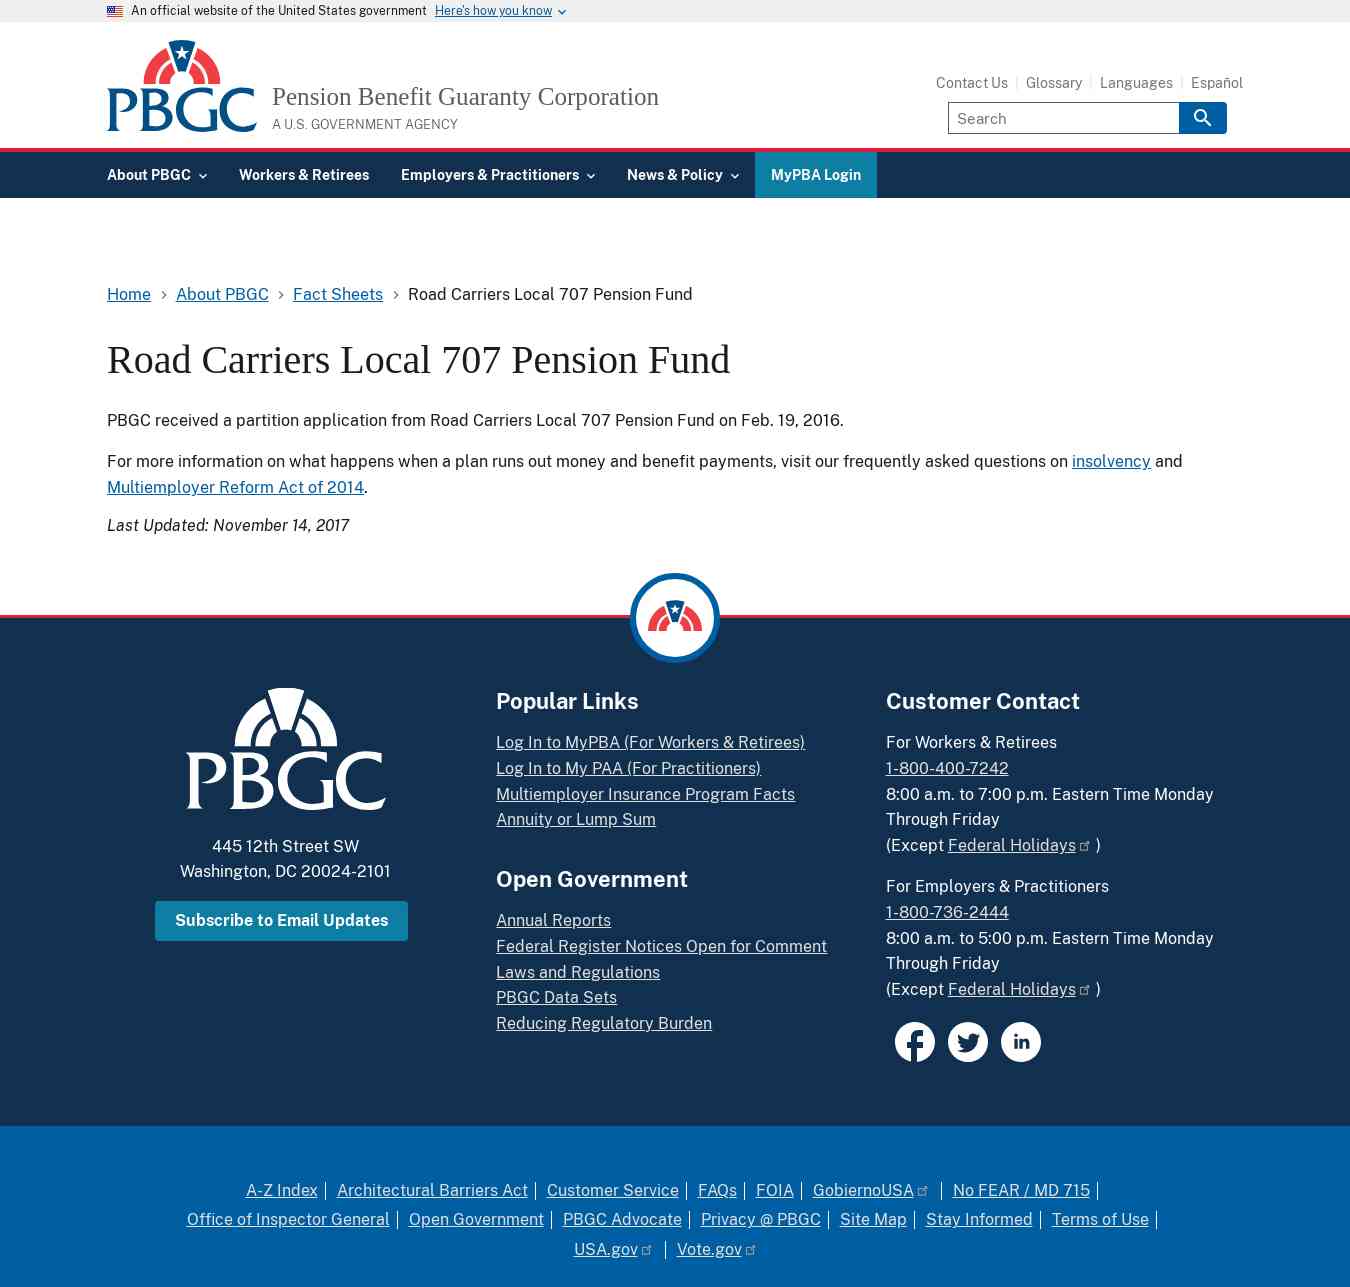 An official website of the United States government Here's how you know
PBGC
Pension Benefit Guaranty Corporation
A U.S. GOVERNMENT AGENCY
Contact Us Glossary Languages Español
Search
About PBGC Workers & Retirees Employers & Practitioners News & Policy MyPBA Login
Home About PBGC Fact Sheets Road Carriers Local 707 Pension Fund
Road Carriers Local 707 Pension Fund
PBGC received a partition application from Road Carriers Local 707 Pension Fund on Feb. 19, 2016.
For more information on what happens when a plan runs out money and benefit payments, visit our frequently asked questions on insolvency and
Multiemployer Reform Act of 2014.
Last Updated: November 14, 2017
PBGC
445 12th Street SW
Washington, DC 20024-2101
Subscribe to Email Updates
Popular Links
Log In to MyPBA (For Workers & Retirees)
Log In to My PAA (For Practitioners)
Multiemployer Insurance Program Facts
Annuity or Lump Sum
Open Government
Annual Reports
Federal Register Notices Open for Comment
Laws and Regulations
PBGC Data Sets
Reducing Regulatory Burden
Customer Contact
For Workers & Retirees
1-800-400-7242
8:00 a.m. to 7:00 p.m. Eastern Time Monday
Through Friday
(Except Federal Holidays )
For Employers & Practitioners
1-800-736-2444
8:00 a.m. to 5:00 p.m. Eastern Time Monday
Through Friday
(Except Federal Holidays )
in
A-Z Index Architectural Barriers Act Customer Service FAQs FOIA GobiernoUSA No FEAR / MD 715
Office of Inspector General Open Government PBGC Advocate Privacy @ PBGC Site Map Stay Informed Terms of Use
USA.gov Vote.gov